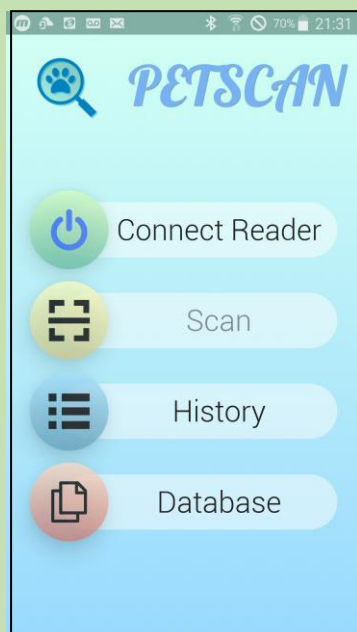 70% 21:31
PETSCAN
Connect Reader
Scan
History
Database